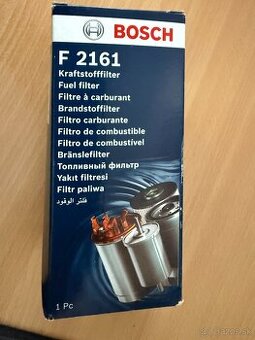 BOSCH
F 2161
Kraftstofffilter
Fuel filter
Filtre à carburant
Brandstoffilter
Filtro carburante
Filtro de combustible
Filtro de combustível
Bränslefilter
Топливный фильтр
Yakıt filtresi
Filtr paliwa
فلتر الوقود
1 Pc